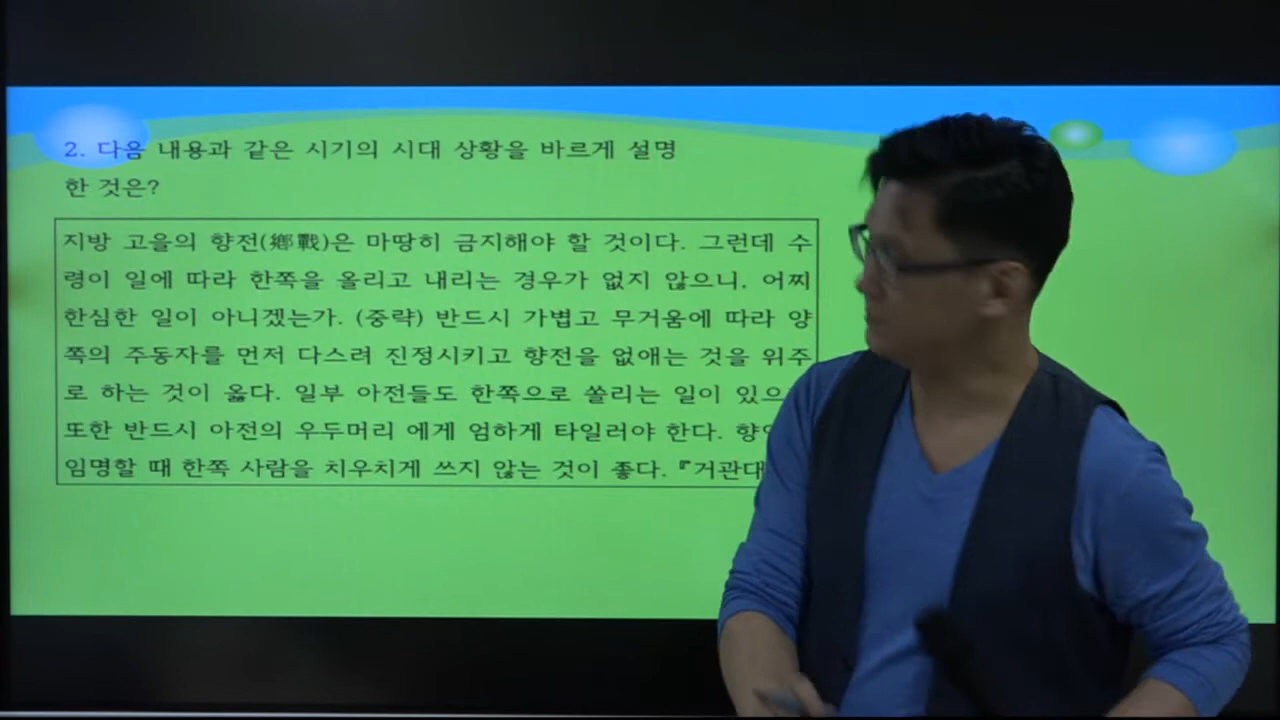 2. 다음 내용과 같은 시기의 시대 상황을 바르게 설명
한 것은?
지방 고을의 향전(鄕戰)은 마땅히 금지해야 할 것이다. 그런데 수
령이 일에 따라 한쪽을 올리고 내리는 경우가 없지 않으니, 어찌
한심한 일이 아니겠는가. (중략) 반드시 가볍고 무거움에 따라 양
쪽의 주동자를 먼저 다스려 진정시키고 향전을 없애는 것을 위주
로 하는 것이 옳다. 일부 아전들도 한쪽으로 쏠리는 일이 있으
또한 반드시 아전의 우두머리 에게 엄하게 타일러야 한다.
임명할 때 한쪽 사람을 치우치게 쓰지 않는 것이 좋다. 『거관대